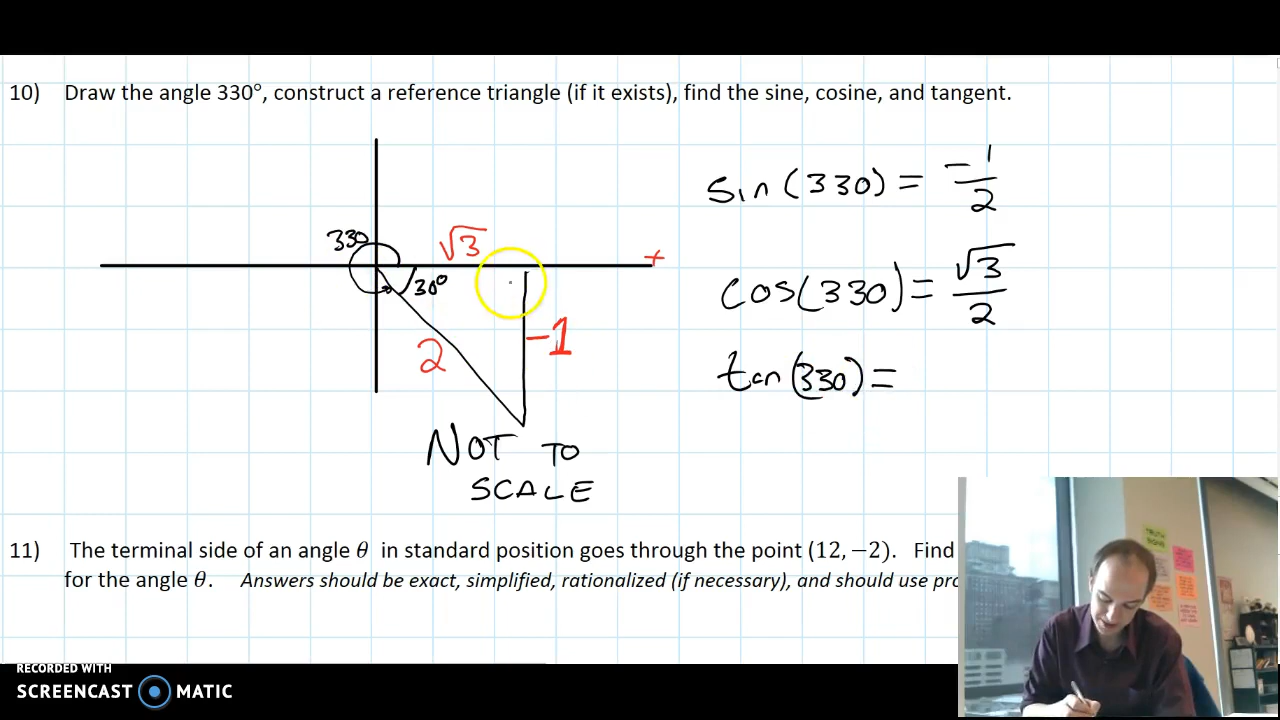 10) Draw the angle 330°, construct a reference triangle (if it exists), find the sine, cosine, and tangent.
sin(330) = -1/2
330
√3
+
30°
cos(330) = √3/2
2
-1
tan(330) =
NOT TO
SCALE
11) The terminal side of an angle θ in standard position goes through the point (12, −2). Find
for the angle θ. Answers should be exact, simplified, rationalized (if necessary), and should use pro
RECORDED WITH
SCREENCAST MATIC